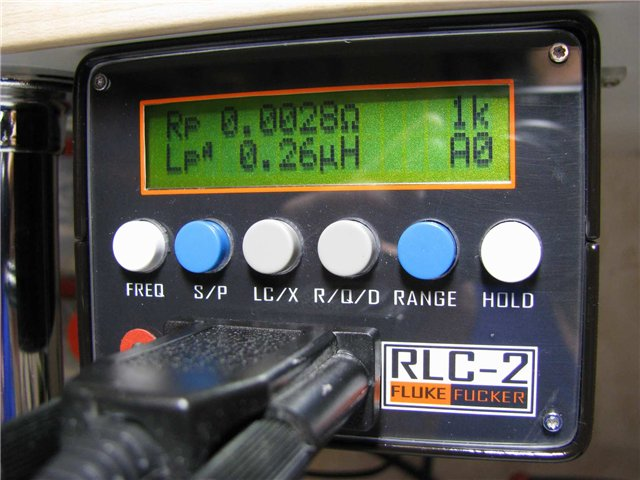 Rp 0.0028Ω 1k
Lp" 0.26µH A0
FREQ S/P LC/X R/Q/D RANGE HOLD
RLC-2
FLUKE FUCKER